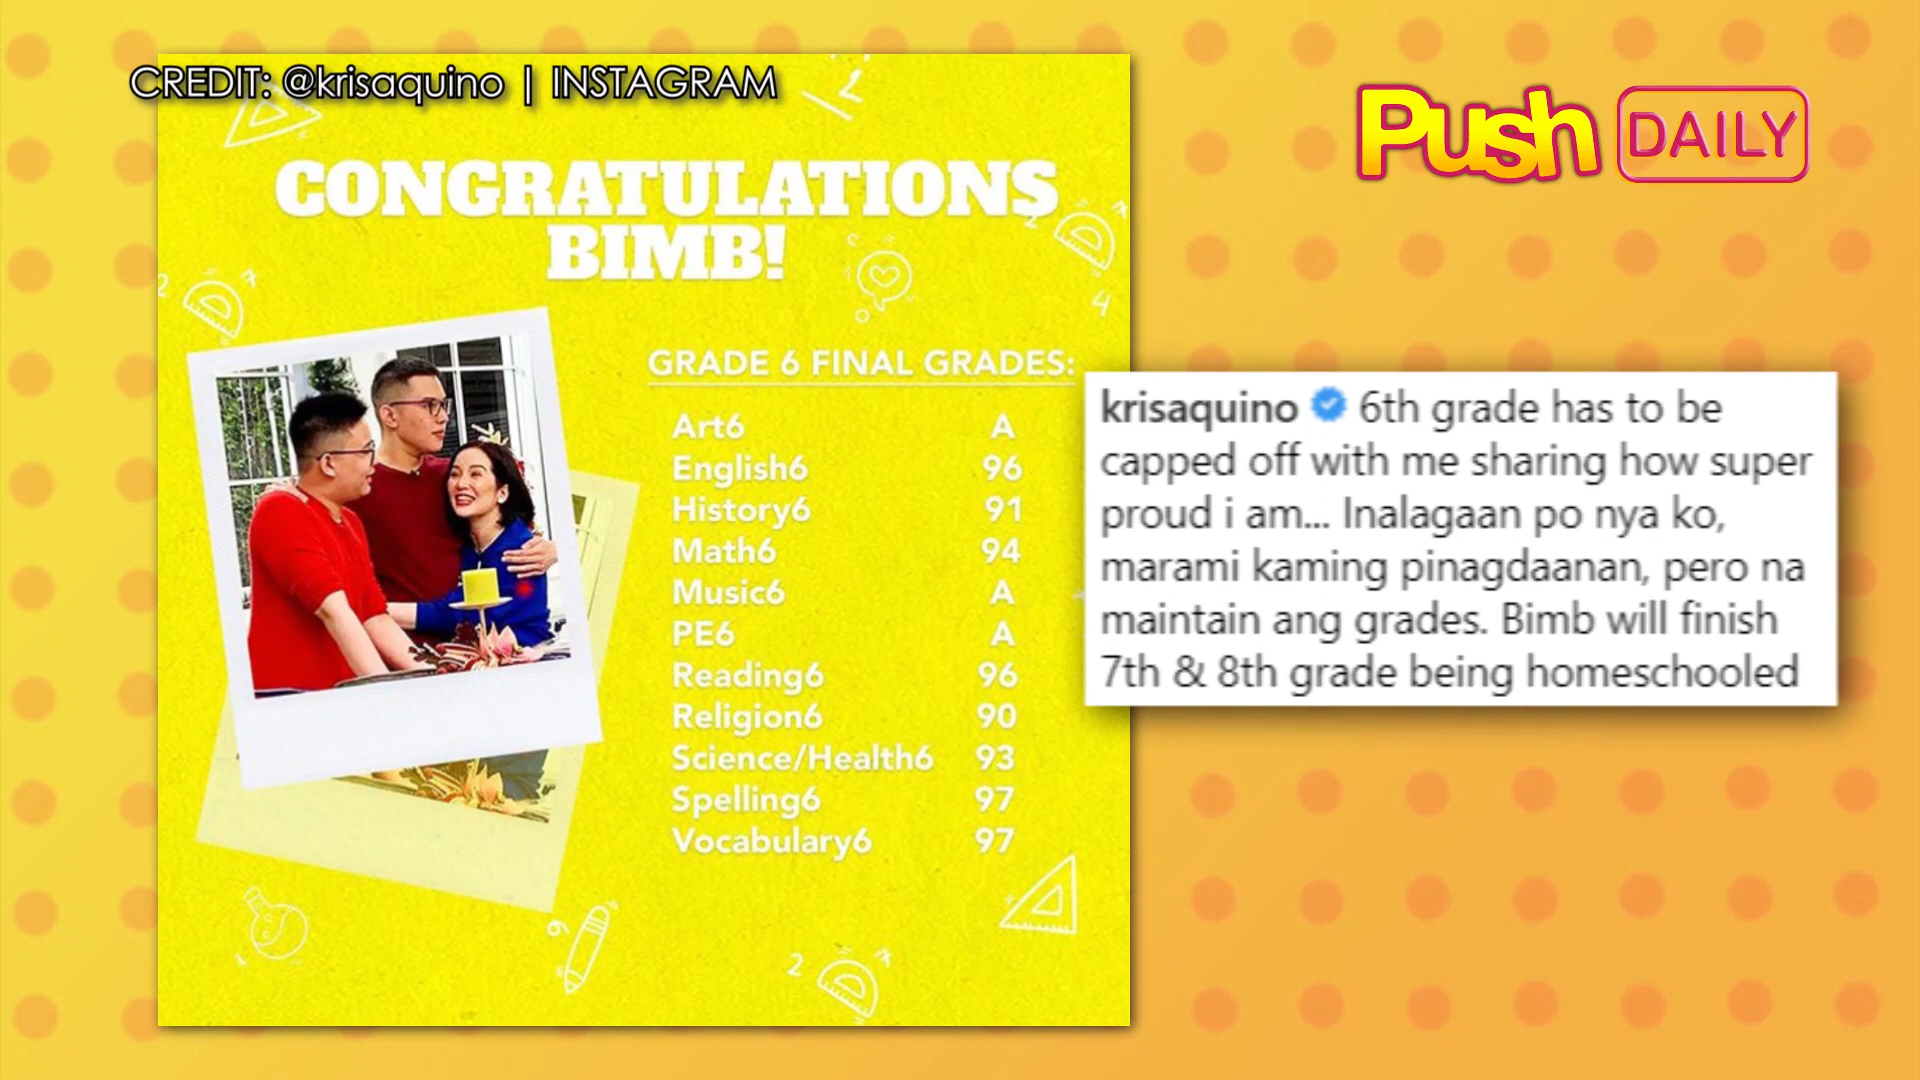 CREDIT: @krisaquino | INSTAGRAM
Push DAILY
CONGRATULATIONS
BIMB!
GRADE 6 FINAL GRADES:
Art6 A
English6 96
History6 91
Math6 94
Music6 A
PE6 A
Reading6 96
Religion6 90
Science/Health6 93
Spelling6 97
Vocabulary6 97
krisaquino 6th grade has to be
capped off with me sharing how super
proud i am... Inalagaan po nya ko,
marami kaming pinagdaanan, pero na
maintain ang grades. Bimb will finish
7th & 8th grade being homeschooled